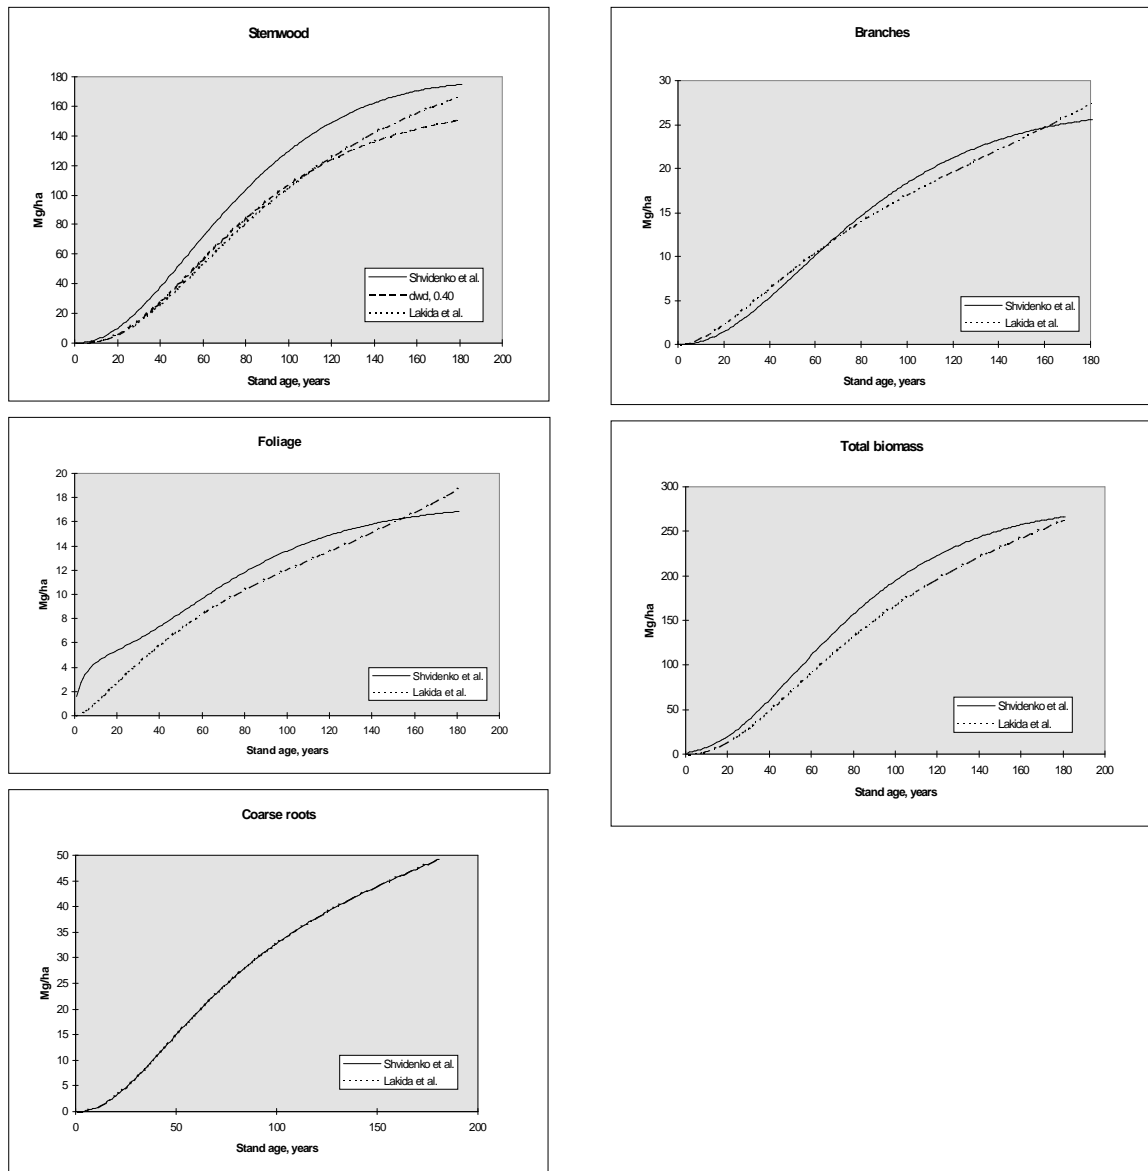 Stemwood
180
160
140
120
100
80
60
40
20
0
Mg/ha
0 20 40 60 80 100 120 140 160 180 200
Stand age, years
Shvidenko et al.
dwd, 0.40
Lakida et al.
Branches
30
25
20
15
10
5
0
Mg/ha
0 20 40 60 80 100 120 140 160 180
Stand age, years
Shvidenko et al.
Lakida et al.
Foliage
20
18
16
14
12
10
8
6
4
2
0
Mg/ha
0 20 40 60 80 100 120 140 160 180 200
Stand age, years
Shvidenko et al.
Lakida et al.
Total biomass
300
250
200
150
100
50
0
Mg/ha
0 20 40 60 80 100 120 140 160 180 200
Stand age, years
Shvidenko et al.
Lakida et al.
Coarse roots
50
45
40
35
30
25
20
15
10
5
0
Mg/ha
0 50 100 150 200
Stand age, years
Shvidenko et al.
Lakida et al.